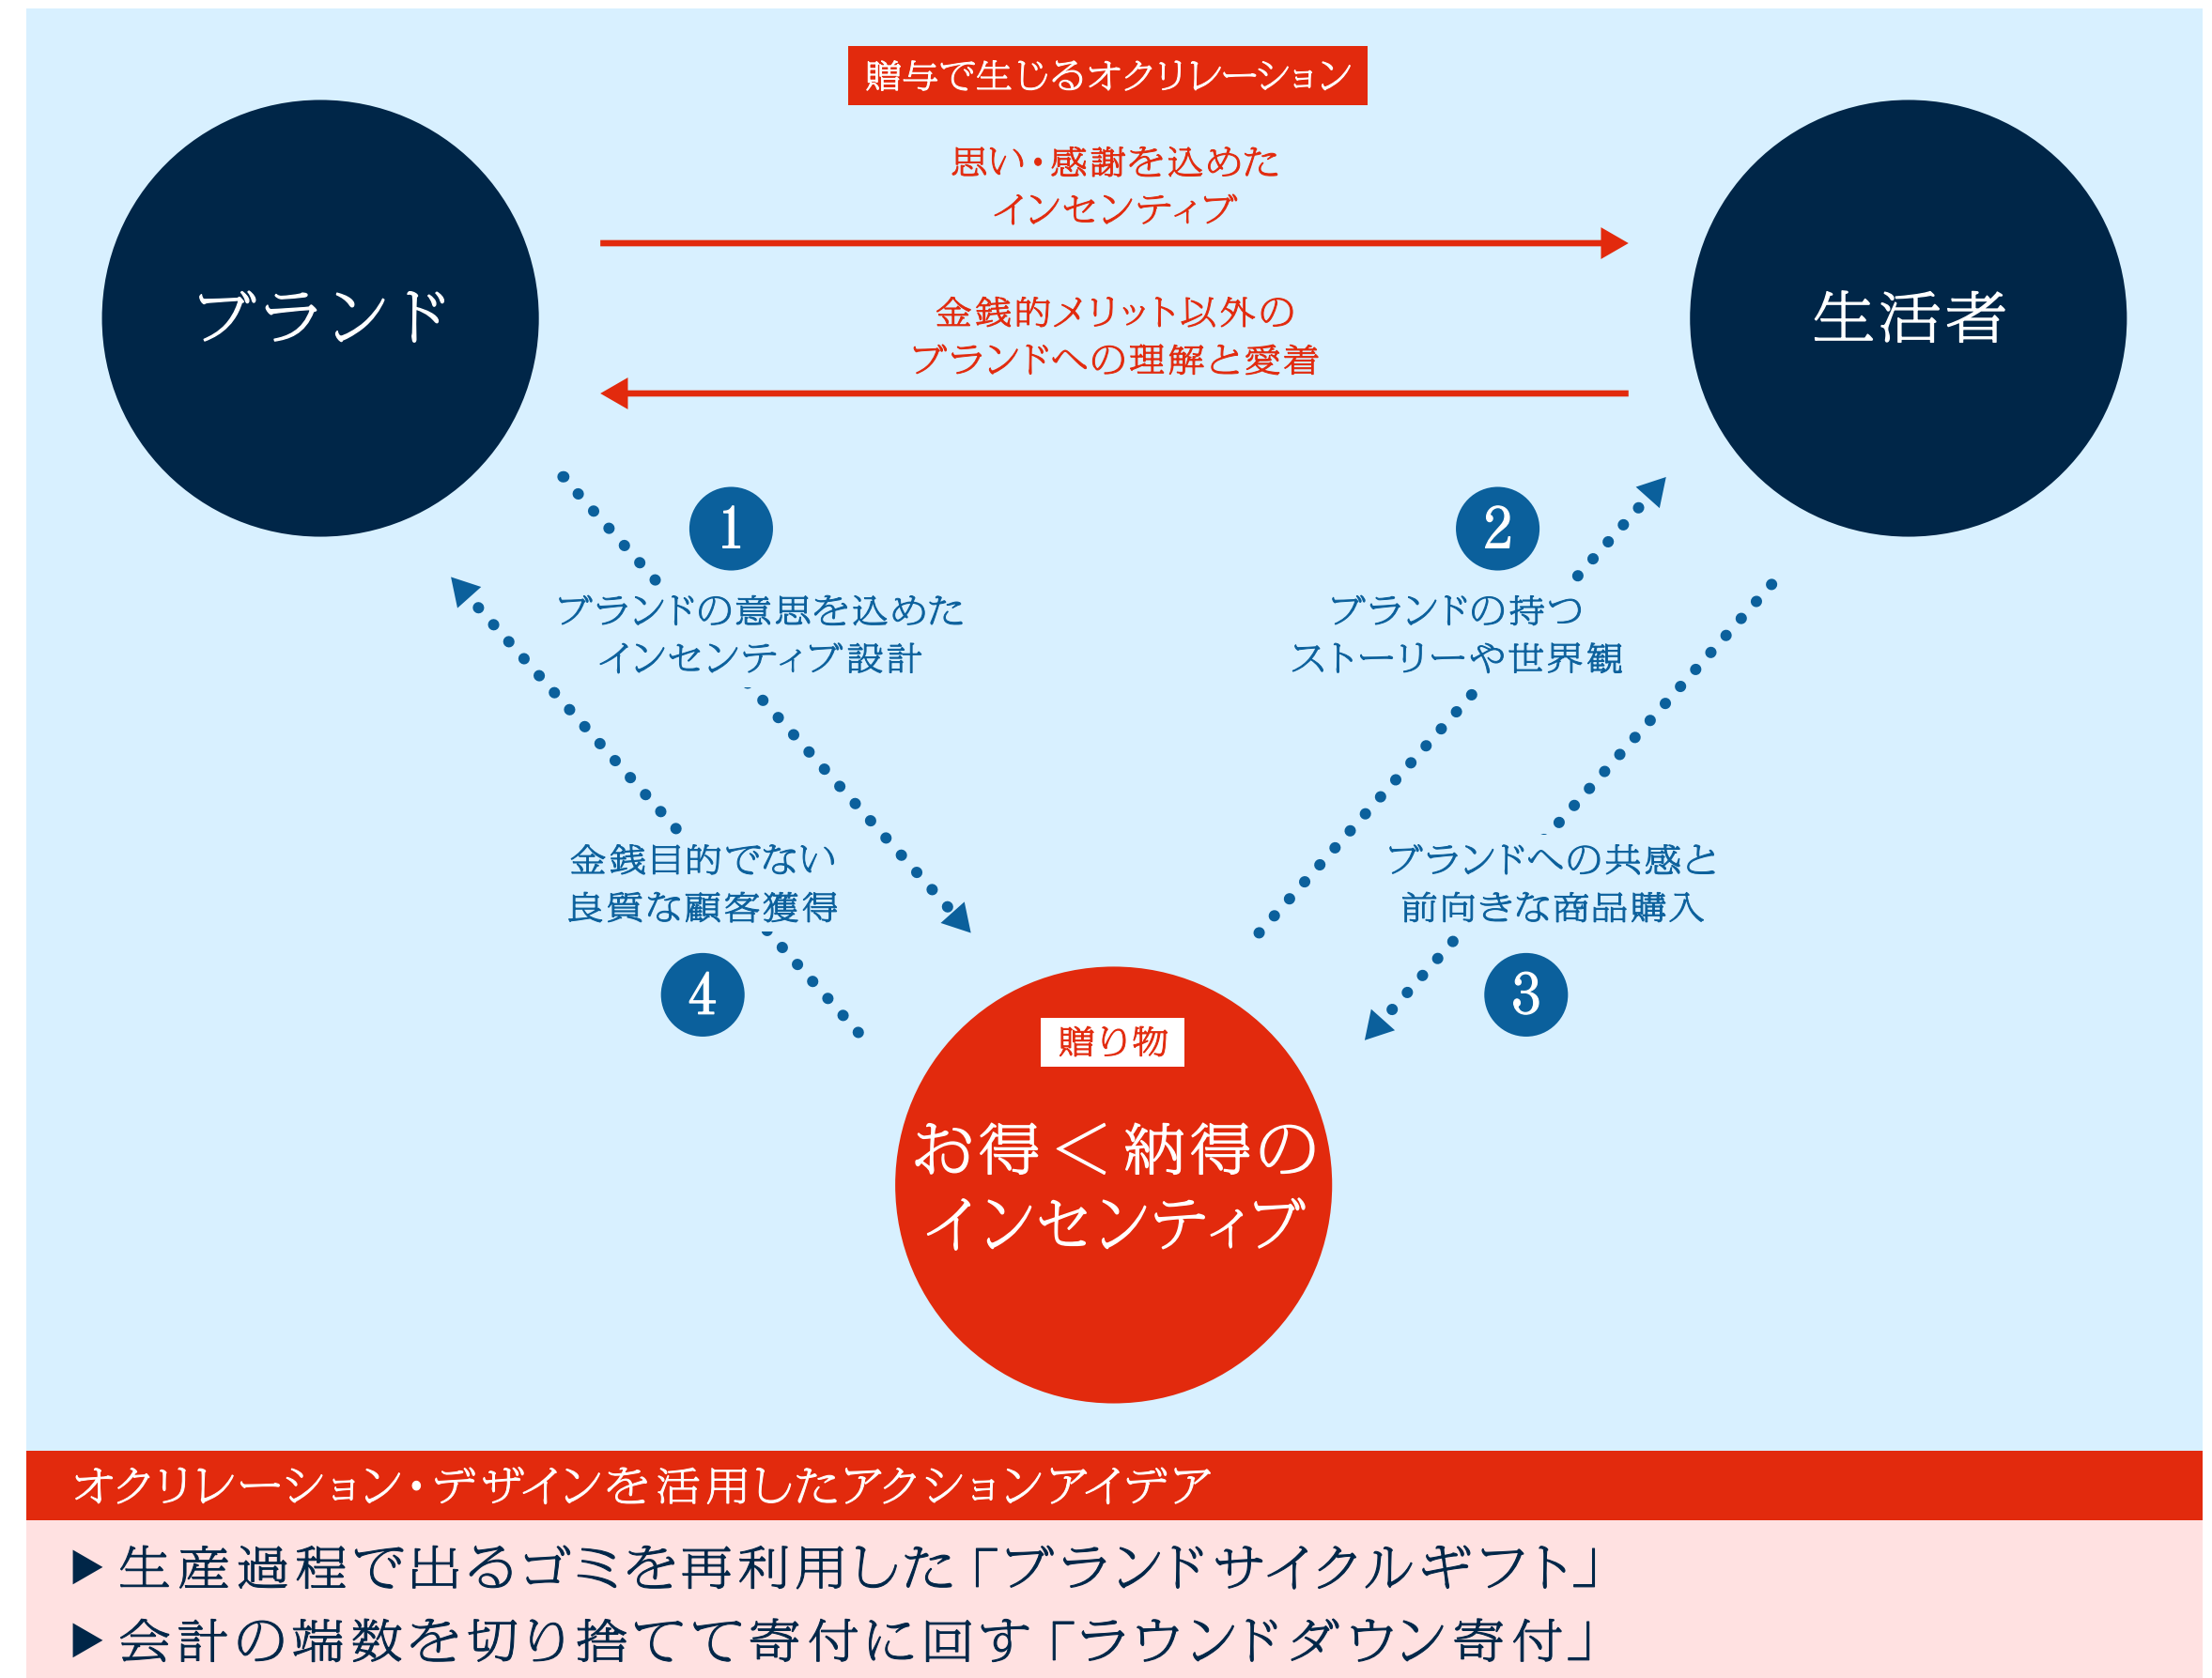 贈与で生じるオクリレーション
思い・感謝を込めた
インセンティブ
ブランド
生活者
金銭的メリット以外の
ブランドへの理解と愛着
1
ブランドの意思を込めた
インセンティブ設計
2
ブランドの持つ
ストーリーや世界観
金銭目的でない
良質な顧客獲得
4
ブランドへの共感と
前向きな商品購入
3
贈り物
お得＜納得の
インセンティブ
オクリレーション・デザインを活用したアクションアイデア
▶生産過程で出るゴミを再利用した「ブランドサイクルギフト」
▶会計の端数を切り捨てて寄付に回す「ラウンドダウン寄付」